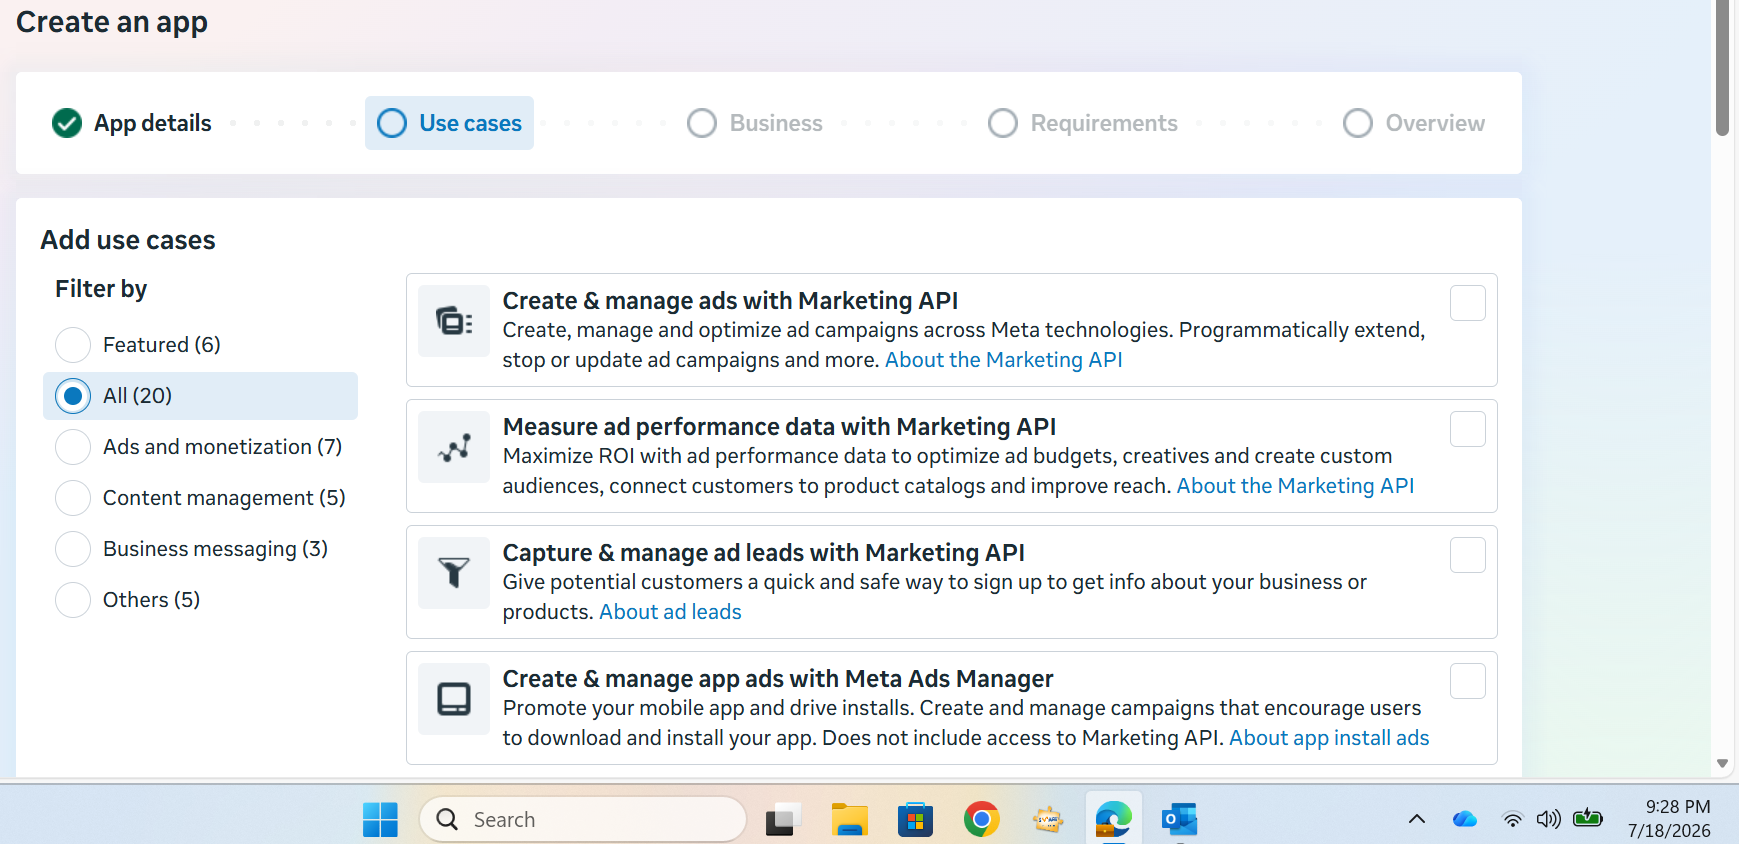 Create an app
App details
Use cases
Business
Requirements
Overview
Add use cases
Filter by
Featured (6)
All (20)
Ads and monetization (7)
Content management (5)
Business messaging (3)
Others (5)
Create & manage ads with Marketing API
Create, manage and optimize ad campaigns across Meta technologies. Programmatically extend,
stop or update ad campaigns and more. About the Marketing API
Measure ad performance data with Marketing API
Maximize ROI with ad performance data to optimize ad budgets, creatives and create custom
audiences, connect customers to product catalogs and improve reach. About the Marketing API
Capture & manage ad leads with Marketing API
Give potential customers a quick and safe way to sign up to get info about your business or
products. About ad leads
Create & manage app ads with Meta Ads Manager
Promote your mobile app and drive installs. Create and manage campaigns that encourage users
to download and install your app. Does not include access to Marketing API. About app install ads
Search
9:28 PM
7/18/2026